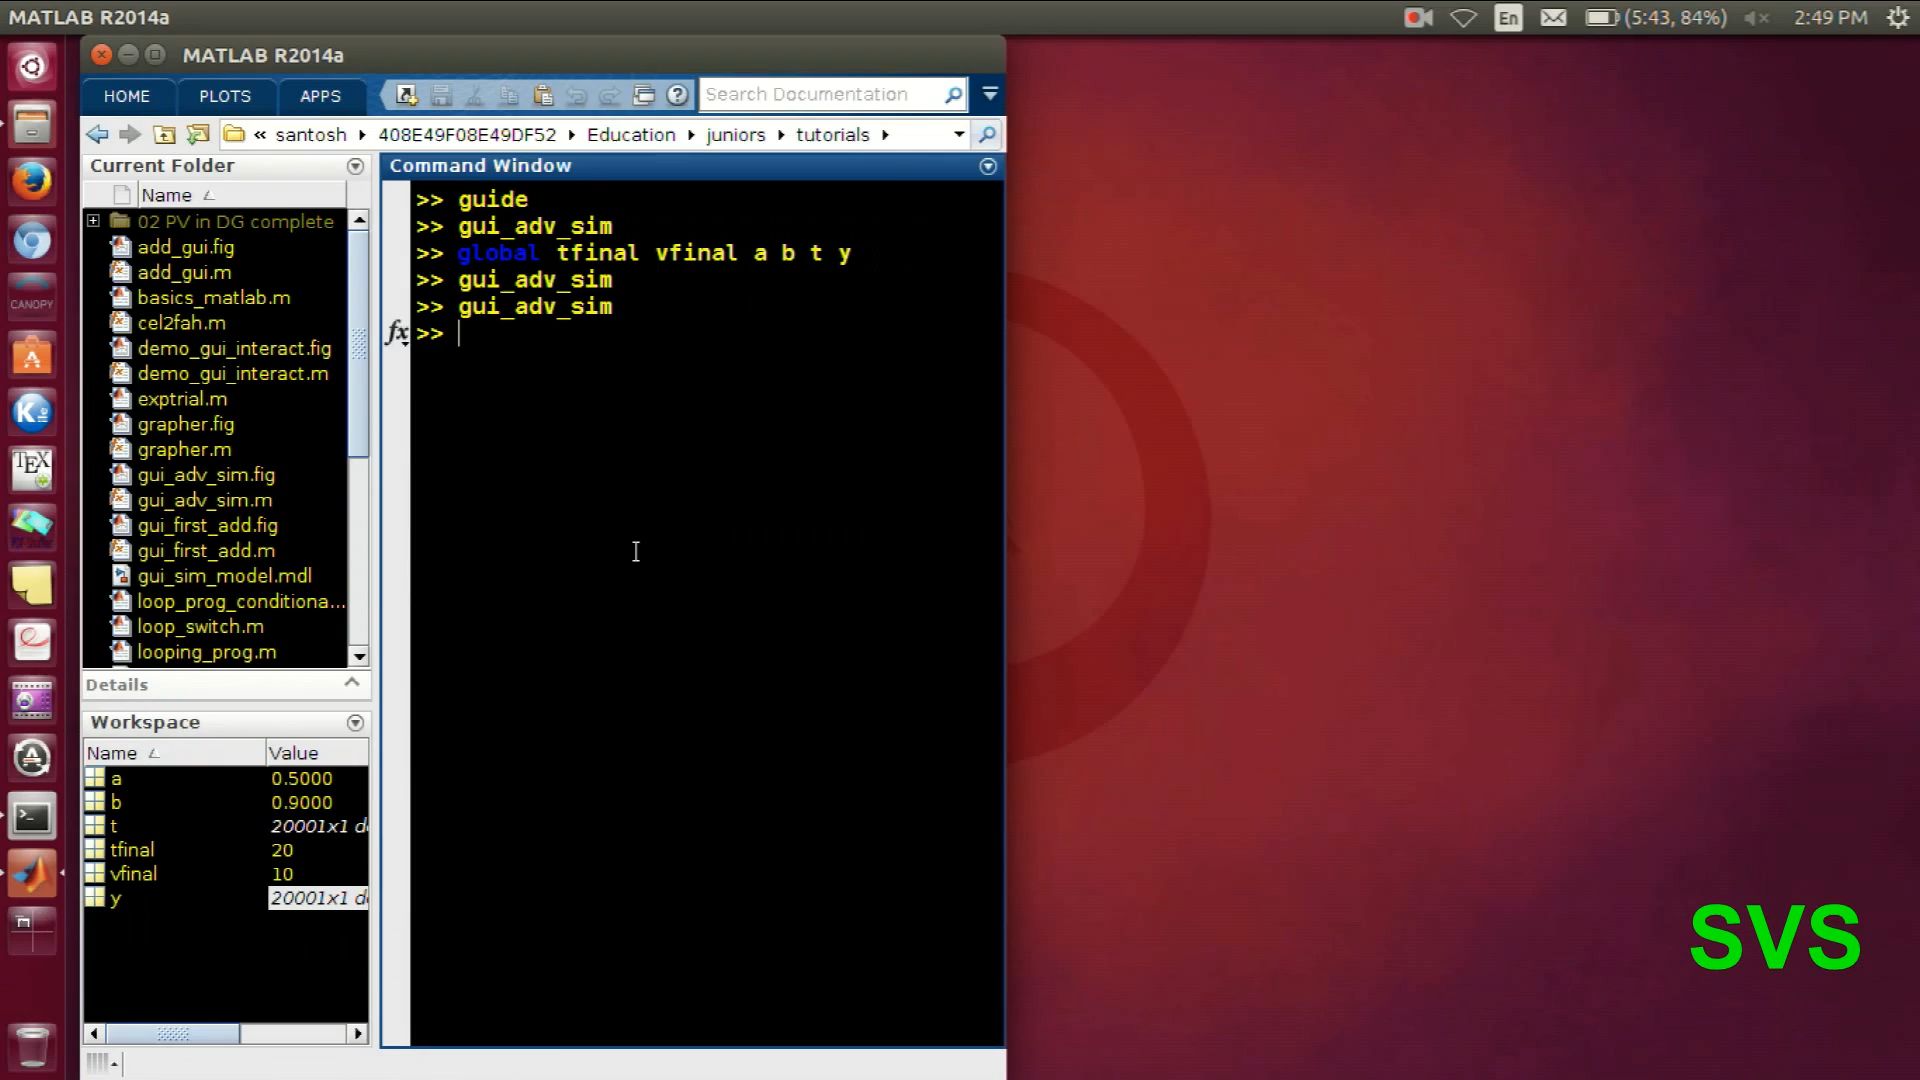 MATLAB R2014a
En
(5:43, 84%)
2:49 PM
MATLAB R2014a
HOME
PLOTS
APPS
Search Documentation
« santosh
408E49F08E49DF52
Education
juniors
tutorials
Current Folder
Name
02 PV in DG complete
add_gui.fig
add_gui.m
basics_matlab.m
cel2fah.m
demo_gui_interact.fig
demo_gui_interact.m
exptrial.m
grapher.fig
grapher.m
gui_adv_sim.fig
gui_adv_sim.m
gui_first_add.fig
gui_first_add.m
gui_sim_model.mdl
loop_prog_conditiona...
loop_switch.m
looping_prog.m
Details
Workspace
Name
Value
a 0.5000
b 0.9000
t 20001x1 d
tfinal 20
vfinal 10
y 20001x1 d
Command Window
>> guide
>> gui_adv_sim
>> global tfinal vfinal a b t y
>> gui_adv_sim
>> gui_adv_sim
fx >>
CANOPY
TEX
SVS